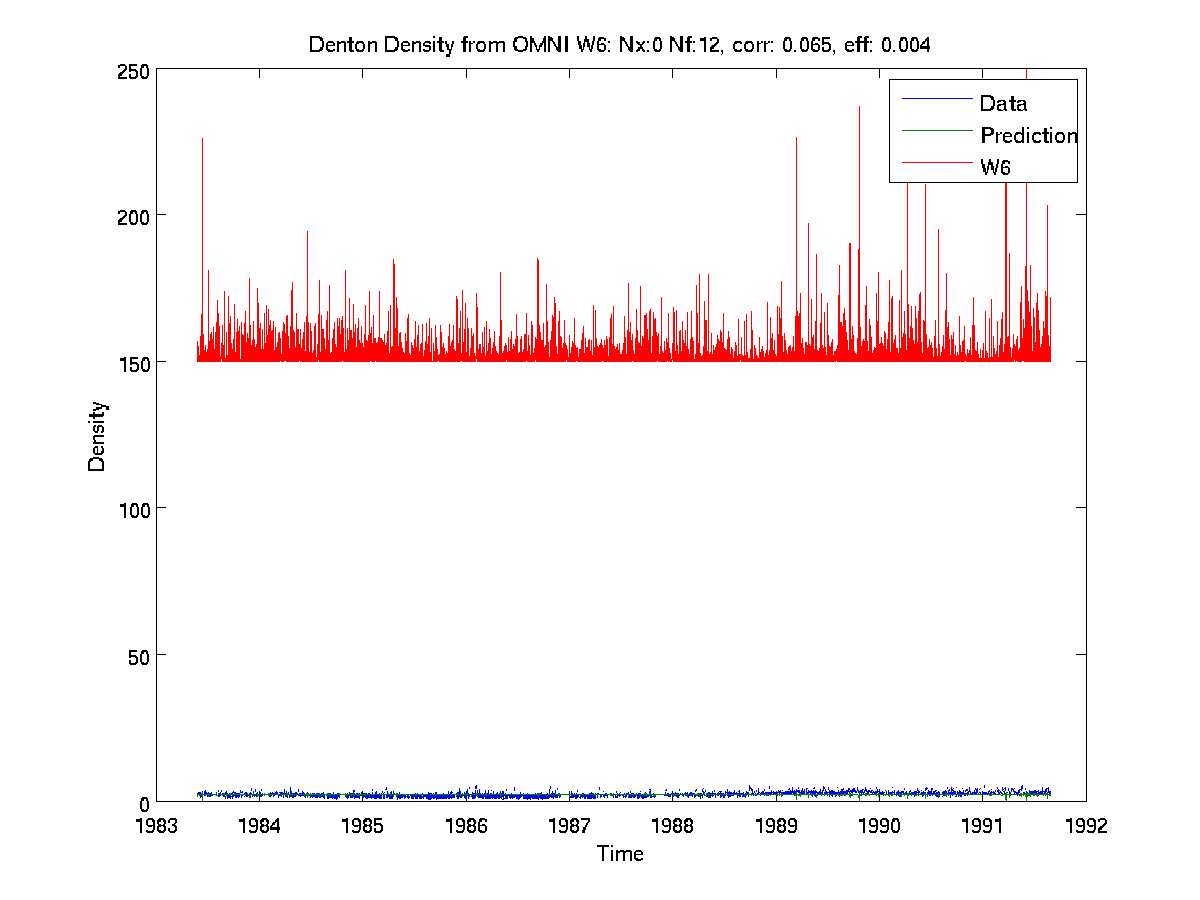 Denton Density from OMNI W6: Nx:0 Nf:12, corr: 0.065, eff: 0.004
250
200
150
100
50
0
Density
Data
Prediction
W6
1983 1984 1985 1986 1987 1988 1989 1990 1991 1992
Time